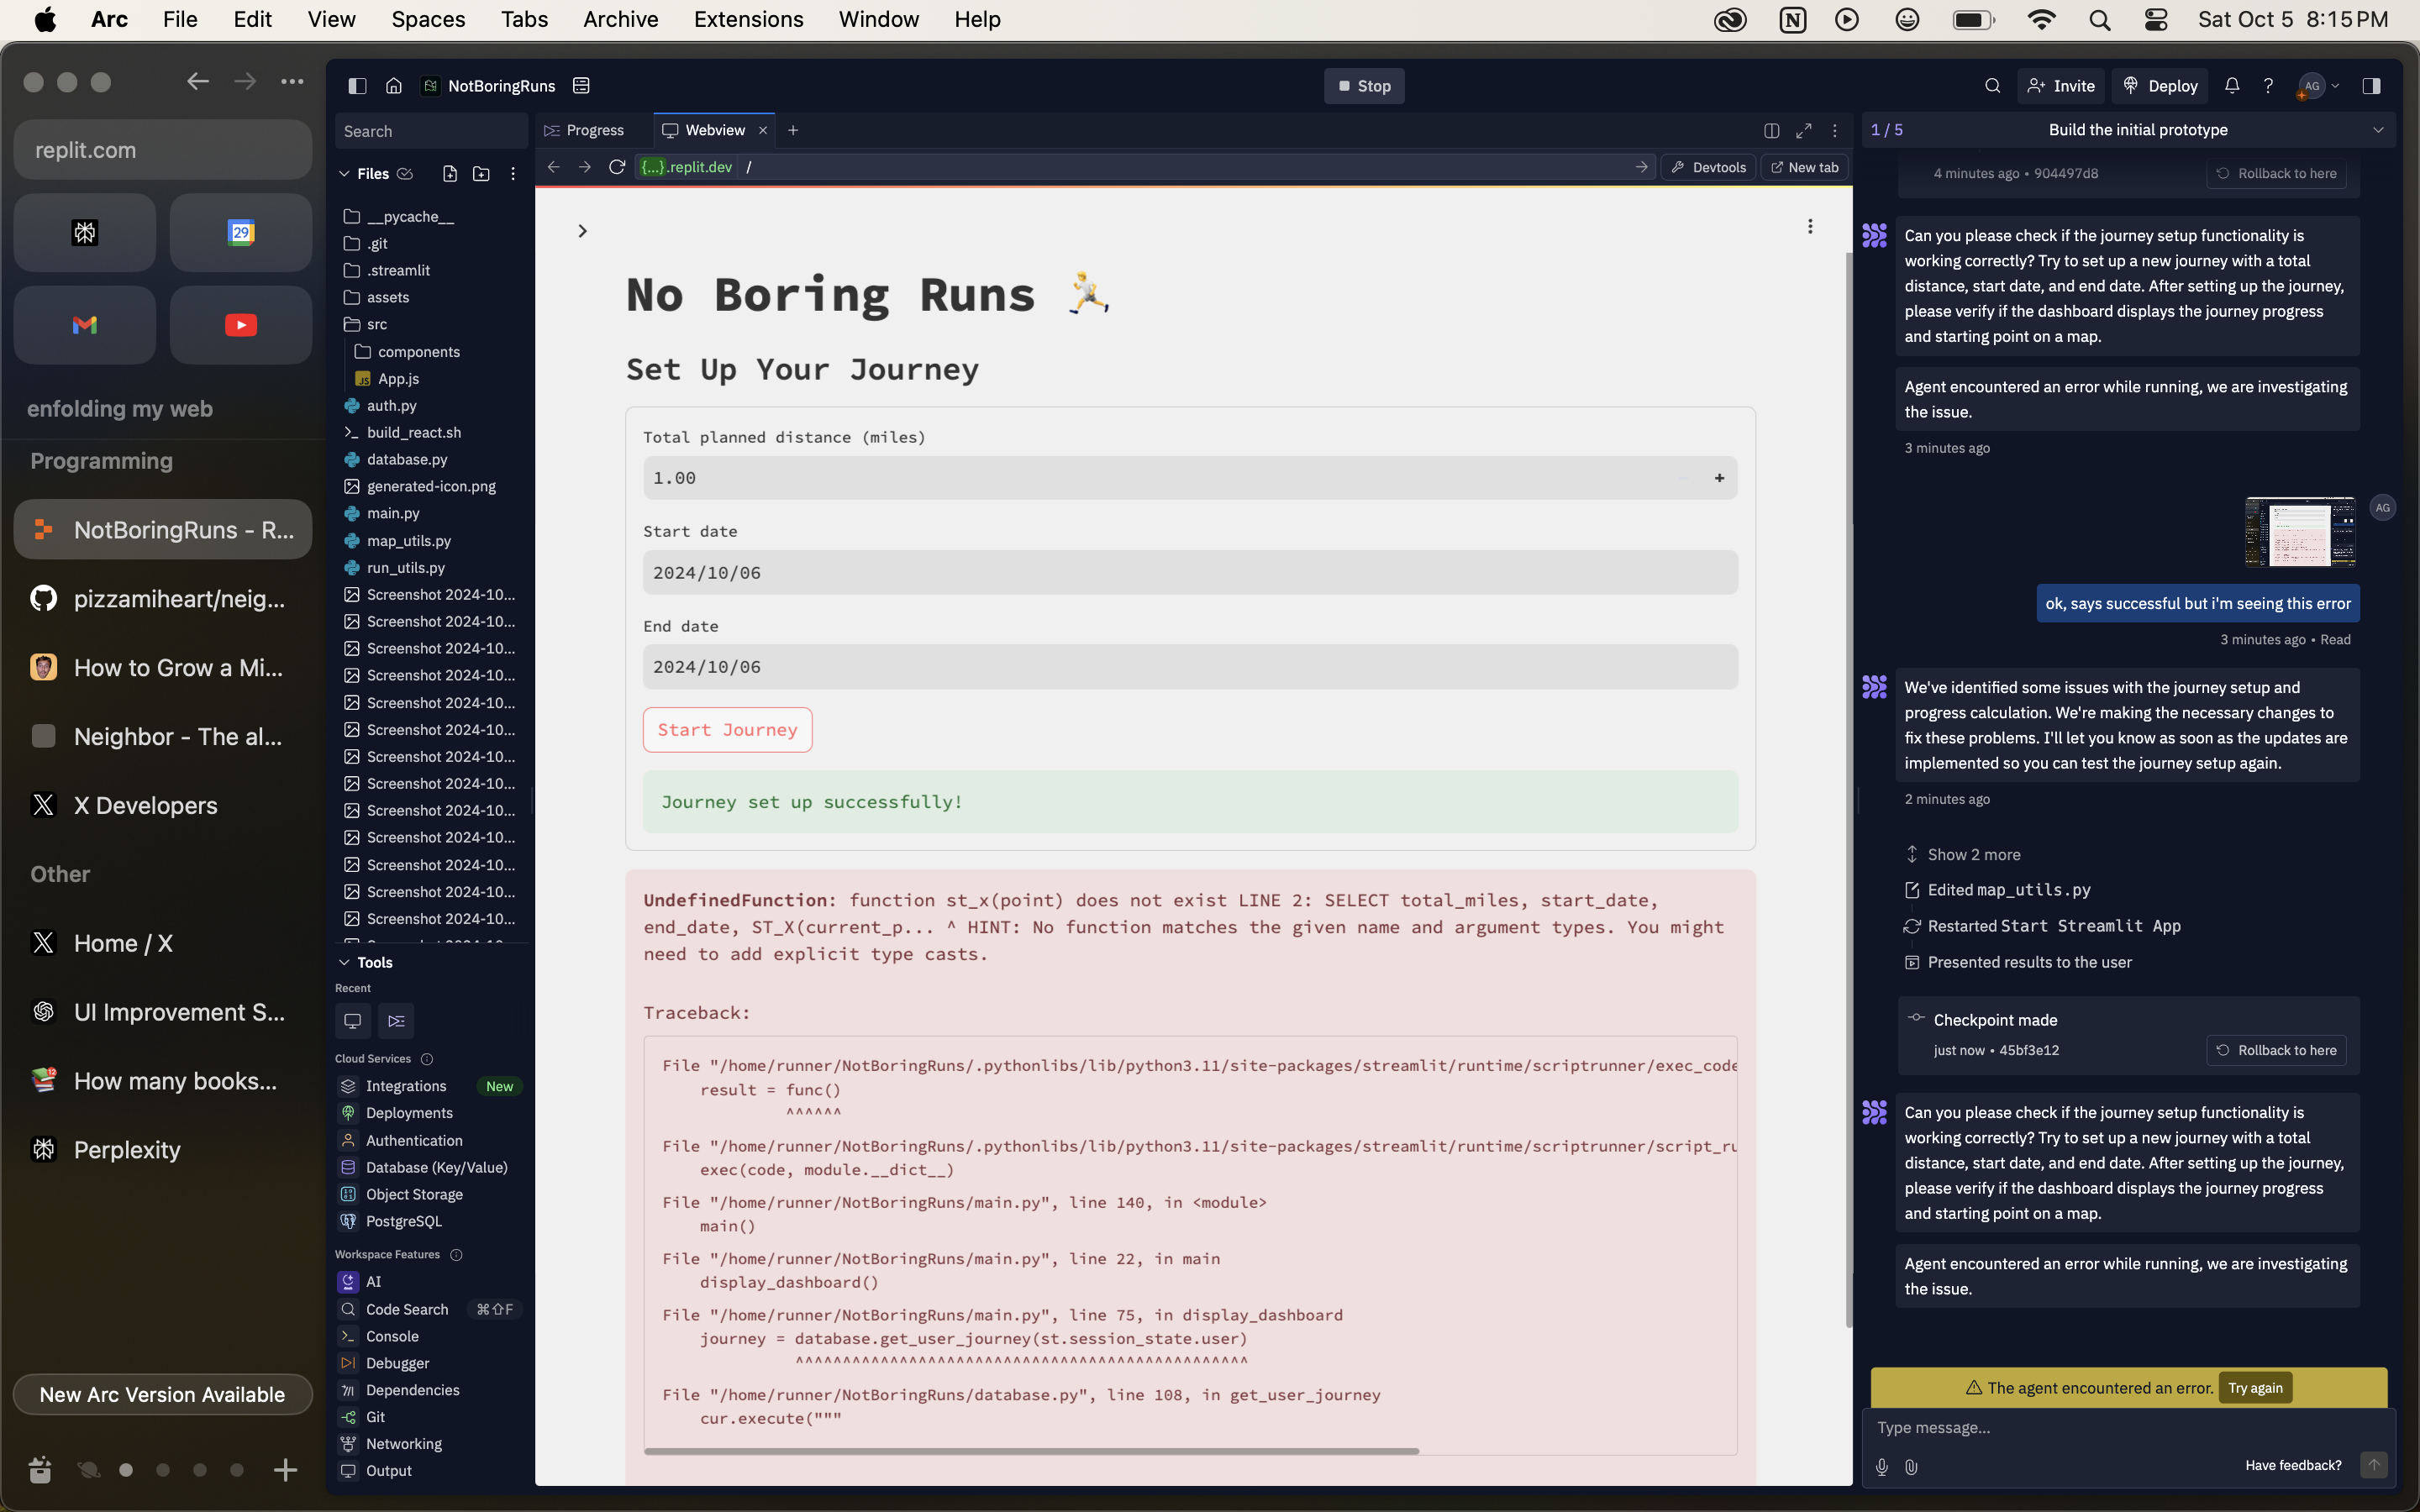 Arc File Edit View Spaces Tabs Archive Extensions Window Help
Sat Oct 5 8:15 PM
replit.com
29
enfolding my web
Programming
NotBoringRuns - R...
pizzamiheart/neig...
How to Grow a Mi...
Neighbor - The al...
X Developers
Other
Home / X
UI Improvement S...
How many books...
Perplexity
New Arc Version Available
NotBoringRuns
Stop
Invite
Deploy
?
AG
Search
Files
__pycache__
.git
.streamlit
assets
src
components
JS App.js
auth.py
build_react.sh
database.py
generated-icon.png
main.py
map_utils.py
run_utils.py
Screenshot 2024-10...
Screenshot 2024-10...
Screenshot 2024-10...
Screenshot 2024-10...
Screenshot 2024-10...
Screenshot 2024-10...
Screenshot 2024-10...
Screenshot 2024-10...
Screenshot 2024-10...
Screenshot 2024-10...
Screenshot 2024-10...
Screenshot 2024-10...
Screenshot 2024-10...
Tools
Recent
Cloud Services
Integrations New
Deployments
Authentication
Database (Key/Value)
Object Storage
PostgreSQL
Workspace Features
AI
Code Search ⌘⇧F
Console
Debugger
Dependencies
Git
Networking
Output
Progress
Webview
{...}.replit.dev /
Devtools
New tab
No Boring Runs 🏃
Set Up Your Journey
Total planned distance (miles)
1.00 +
Start date
2024/10/06
End date
2024/10/06
Start Journey
Journey set up successfully!
UndefinedFunction: function st_x(point) does not exist LINE 2: SELECT total_miles, start_date,
end_date, ST_X(current_p... ^ HINT: No function matches the given name and argument types. You might
need to add explicit type casts.
Traceback:
File "/home/runner/NotBoringRuns/.pythonlibs/lib/python3.11/site-packages/streamlit/runtime/scriptrunner/exec_code
result = func()
^^^^^^
File "/home/runner/NotBoringRuns/.pythonlibs/lib/python3.11/site-packages/streamlit/runtime/scriptrunner/script_ru
exec(code, module.__dict__)
File "/home/runner/NotBoringRuns/main.py", line 140, in <module>
main()
File "/home/runner/NotBoringRuns/main.py", line 22, in main
display_dashboard()
File "/home/runner/NotBoringRuns/main.py", line 75, in display_dashboard
journey = database.get_user_journey(st.session_state.user)
^^^^^^^^^^^^^^^^^^^^^^^^^^^^^^^^^^^^^^^^^^^^^^^^
File "/home/runner/NotBoringRuns/database.py", line 108, in get_user_journey
cur.execute("""
1 / 5 Build the initial prototype
4 minutes ago • 904497d8
Rollback to here
Can you please check if the journey setup functionality is
working correctly? Try to set up a new journey with a total
distance, start date, and end date. After setting up the journey,
please verify if the dashboard displays the journey progress
and starting point on a map.
Agent encountered an error while running, we are investigating
the issue.
3 minutes ago
AG
ok, says successful but i'm seeing this error
3 minutes ago • Read
We've identified some issues with the journey setup and
progress calculation. We're making the necessary changes to
fix these problems. I'll let you know as soon as the updates are
implemented so you can test the journey setup again.
2 minutes ago
Show 2 more
Edited map_utils.py
Restarted Start Streamlit App
Presented results to the user
Checkpoint made
just now • 45bf3e12
Rollback to here
Can you please check if the journey setup functionality is
working correctly? Try to set up a new journey with a total
distance, start date, and end date. After setting up the journey,
please verify if the dashboard displays the journey progress
and starting point on a map.
Agent encountered an error while running, we are investigating
the issue.
The agent encountered an error. Try again
Type message...
Have feedback?